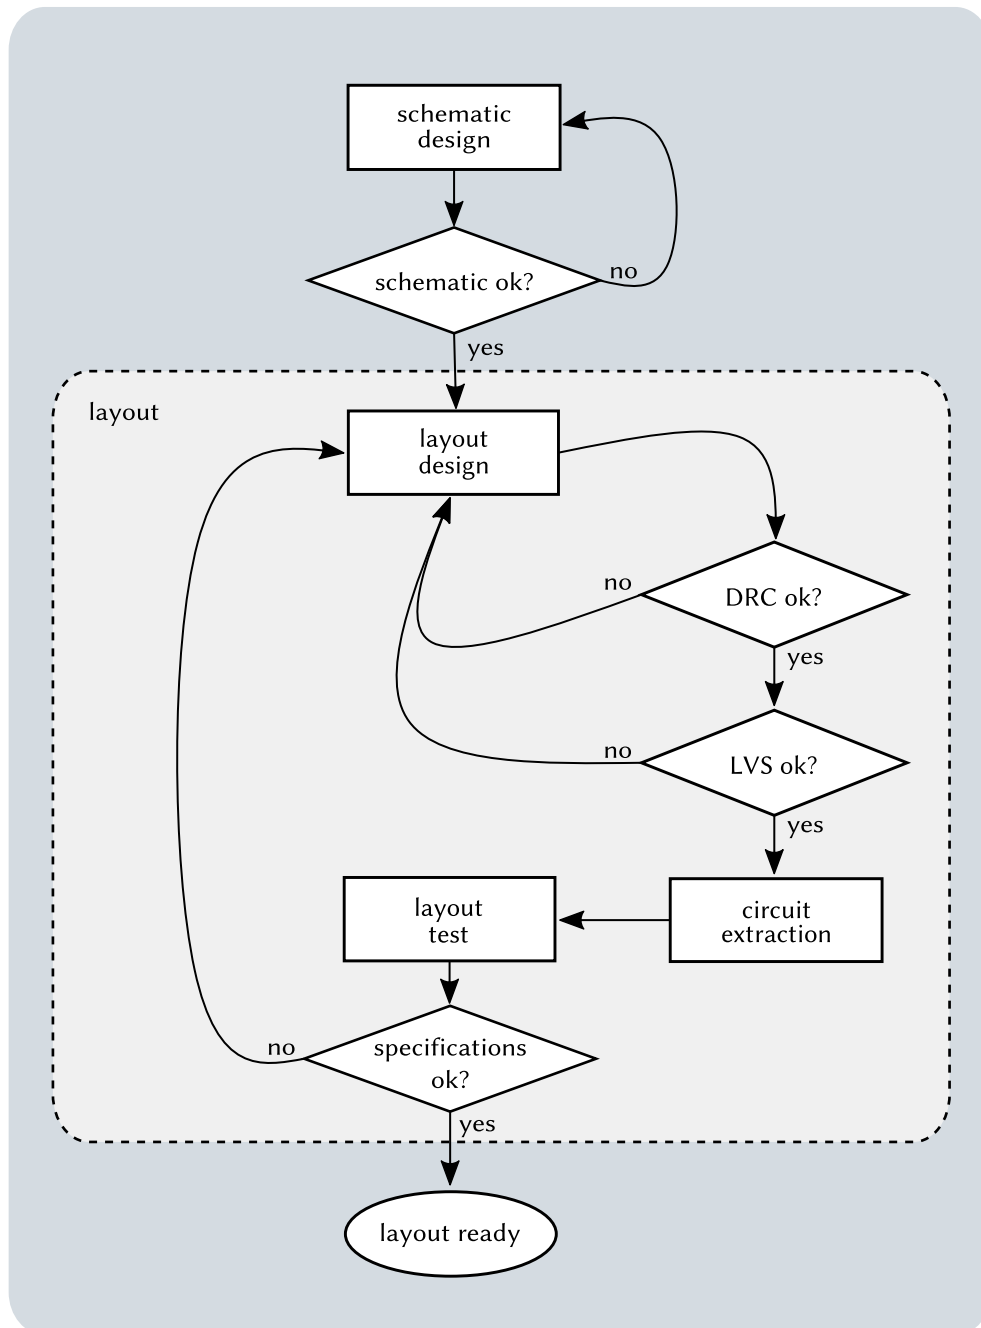 schematic
design
schematic ok?
no
yes
layout
layout
design
no
DRC ok?
yes
no
LVS ok?
yes
layout
test
circuit
extraction
no
specifications
ok?
yes
layout ready